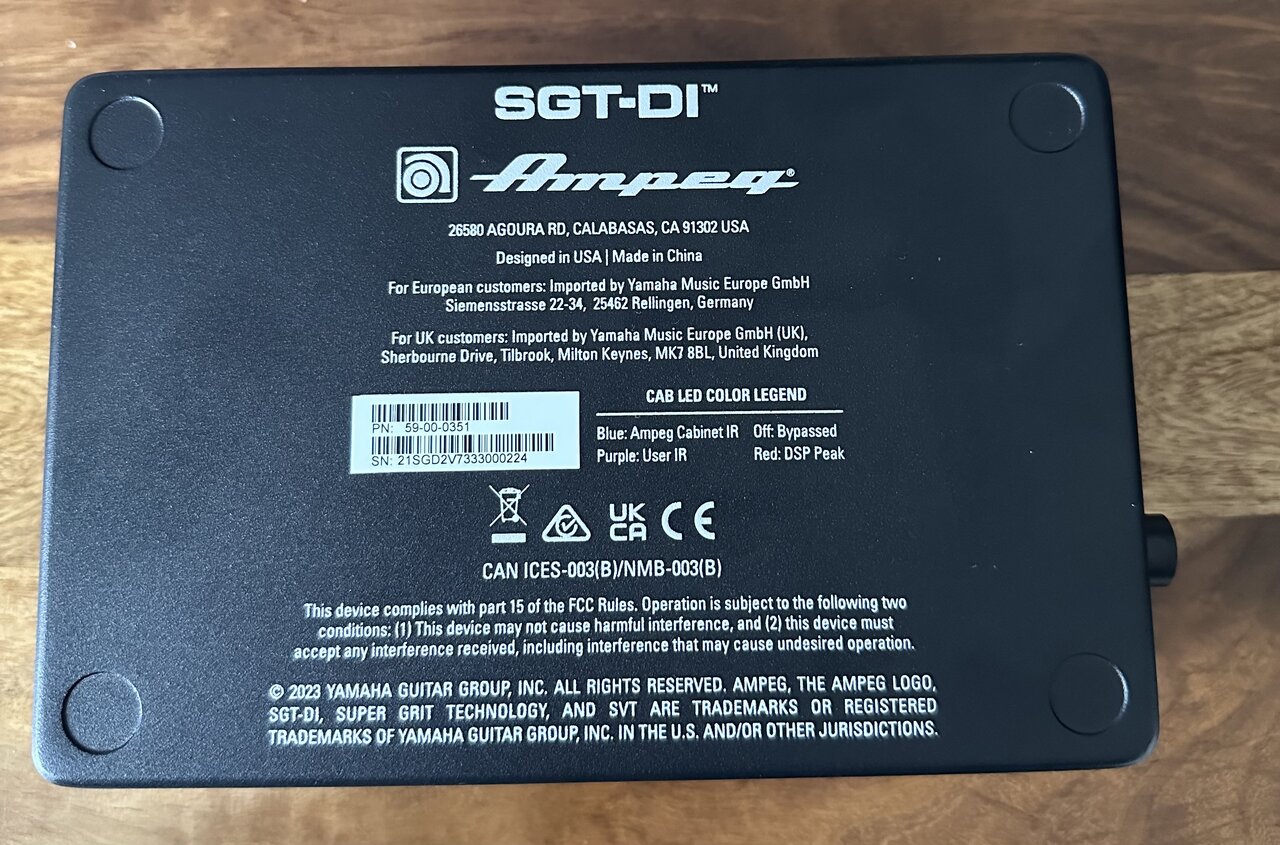 SGT-DI™
Ampeg®
26580 AGOURA RD, CALABASAS, CA 91302 USA
Designed in USA | Made in China
For European customers: Imported by Yamaha Music Europe GmbH
Siemensstrasse 22-34, 25462 Rellingen, Germany
For UK customers: Imported by Yamaha Music Europe GmbH (UK),
Sherbourne Drive, Tilbrook, Milton Keynes, MK7 8BL, United Kingdom
PN: 59-00-0351
SN: 21SGD2V7333000224
CAB LED COLOR LEGEND
Blue: Ampeg Cabinet IR Off: Bypassed
Purple: User IR Red: DSP Peak
UK
CA CE
CAN ICES-003(B)/NMB-003(B)
This device complies with part 15 of the FCC Rules. Operation is subject to the following two
conditions: (1) This device may not cause harmful interference, and (2) this device must
accept any interference received, including interference that may cause undesired operation.
© 2023 YAMAHA GUITAR GROUP, INC. ALL RIGHTS RESERVED. AMPEG, THE AMPEG LOGO,
SGT-DI, SUPER GRIT TECHNOLOGY, AND SVT ARE TRADEMARKS OR REGISTERED
TRADEMARKS OF YAMAHA GUITAR GROUP, INC. IN THE U.S. AND/OR OTHER JURISDICTIONS.